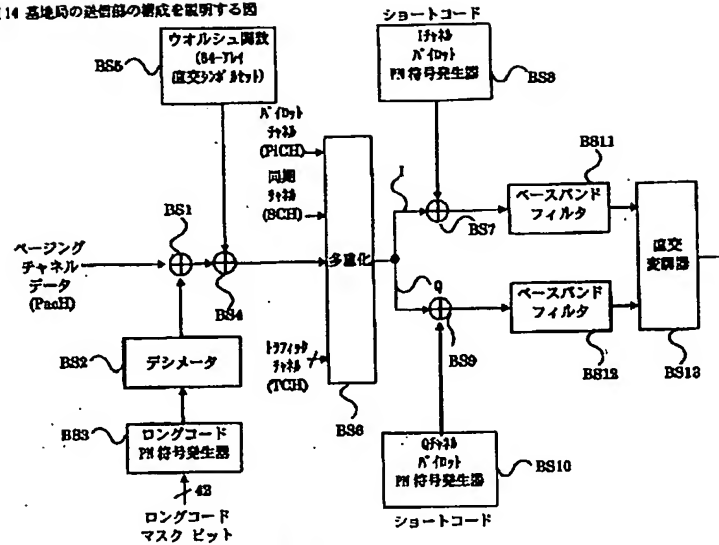 14 基地局の送信部の構成を説明する図
ショートコード
ウオルシュ関数
(64-アレイ
直交シンボルセット)
BS5
Iチャネル
パイロット
PN 符号発生器
BS8
パイロット
チャネル
(PiCH)
同期
チャネル
(SCH)
BS11
I
ベースバンド
フィルタ
BS7
BS1
ページング
チャネル
データ
(PacH)
BS4
多重化
直交
変調器
Q
ベースバンド
フィルタ
BS9
BS12
BS13
トラフィック
チャネル
(TCH)
BS2
デシメータ
BS6
BS3
ロングコード
PN 符号発生器
42
Qチャネル
パイロット
PN 符号発生器
BS10
ロングコード
マスク ビット
ショートコード